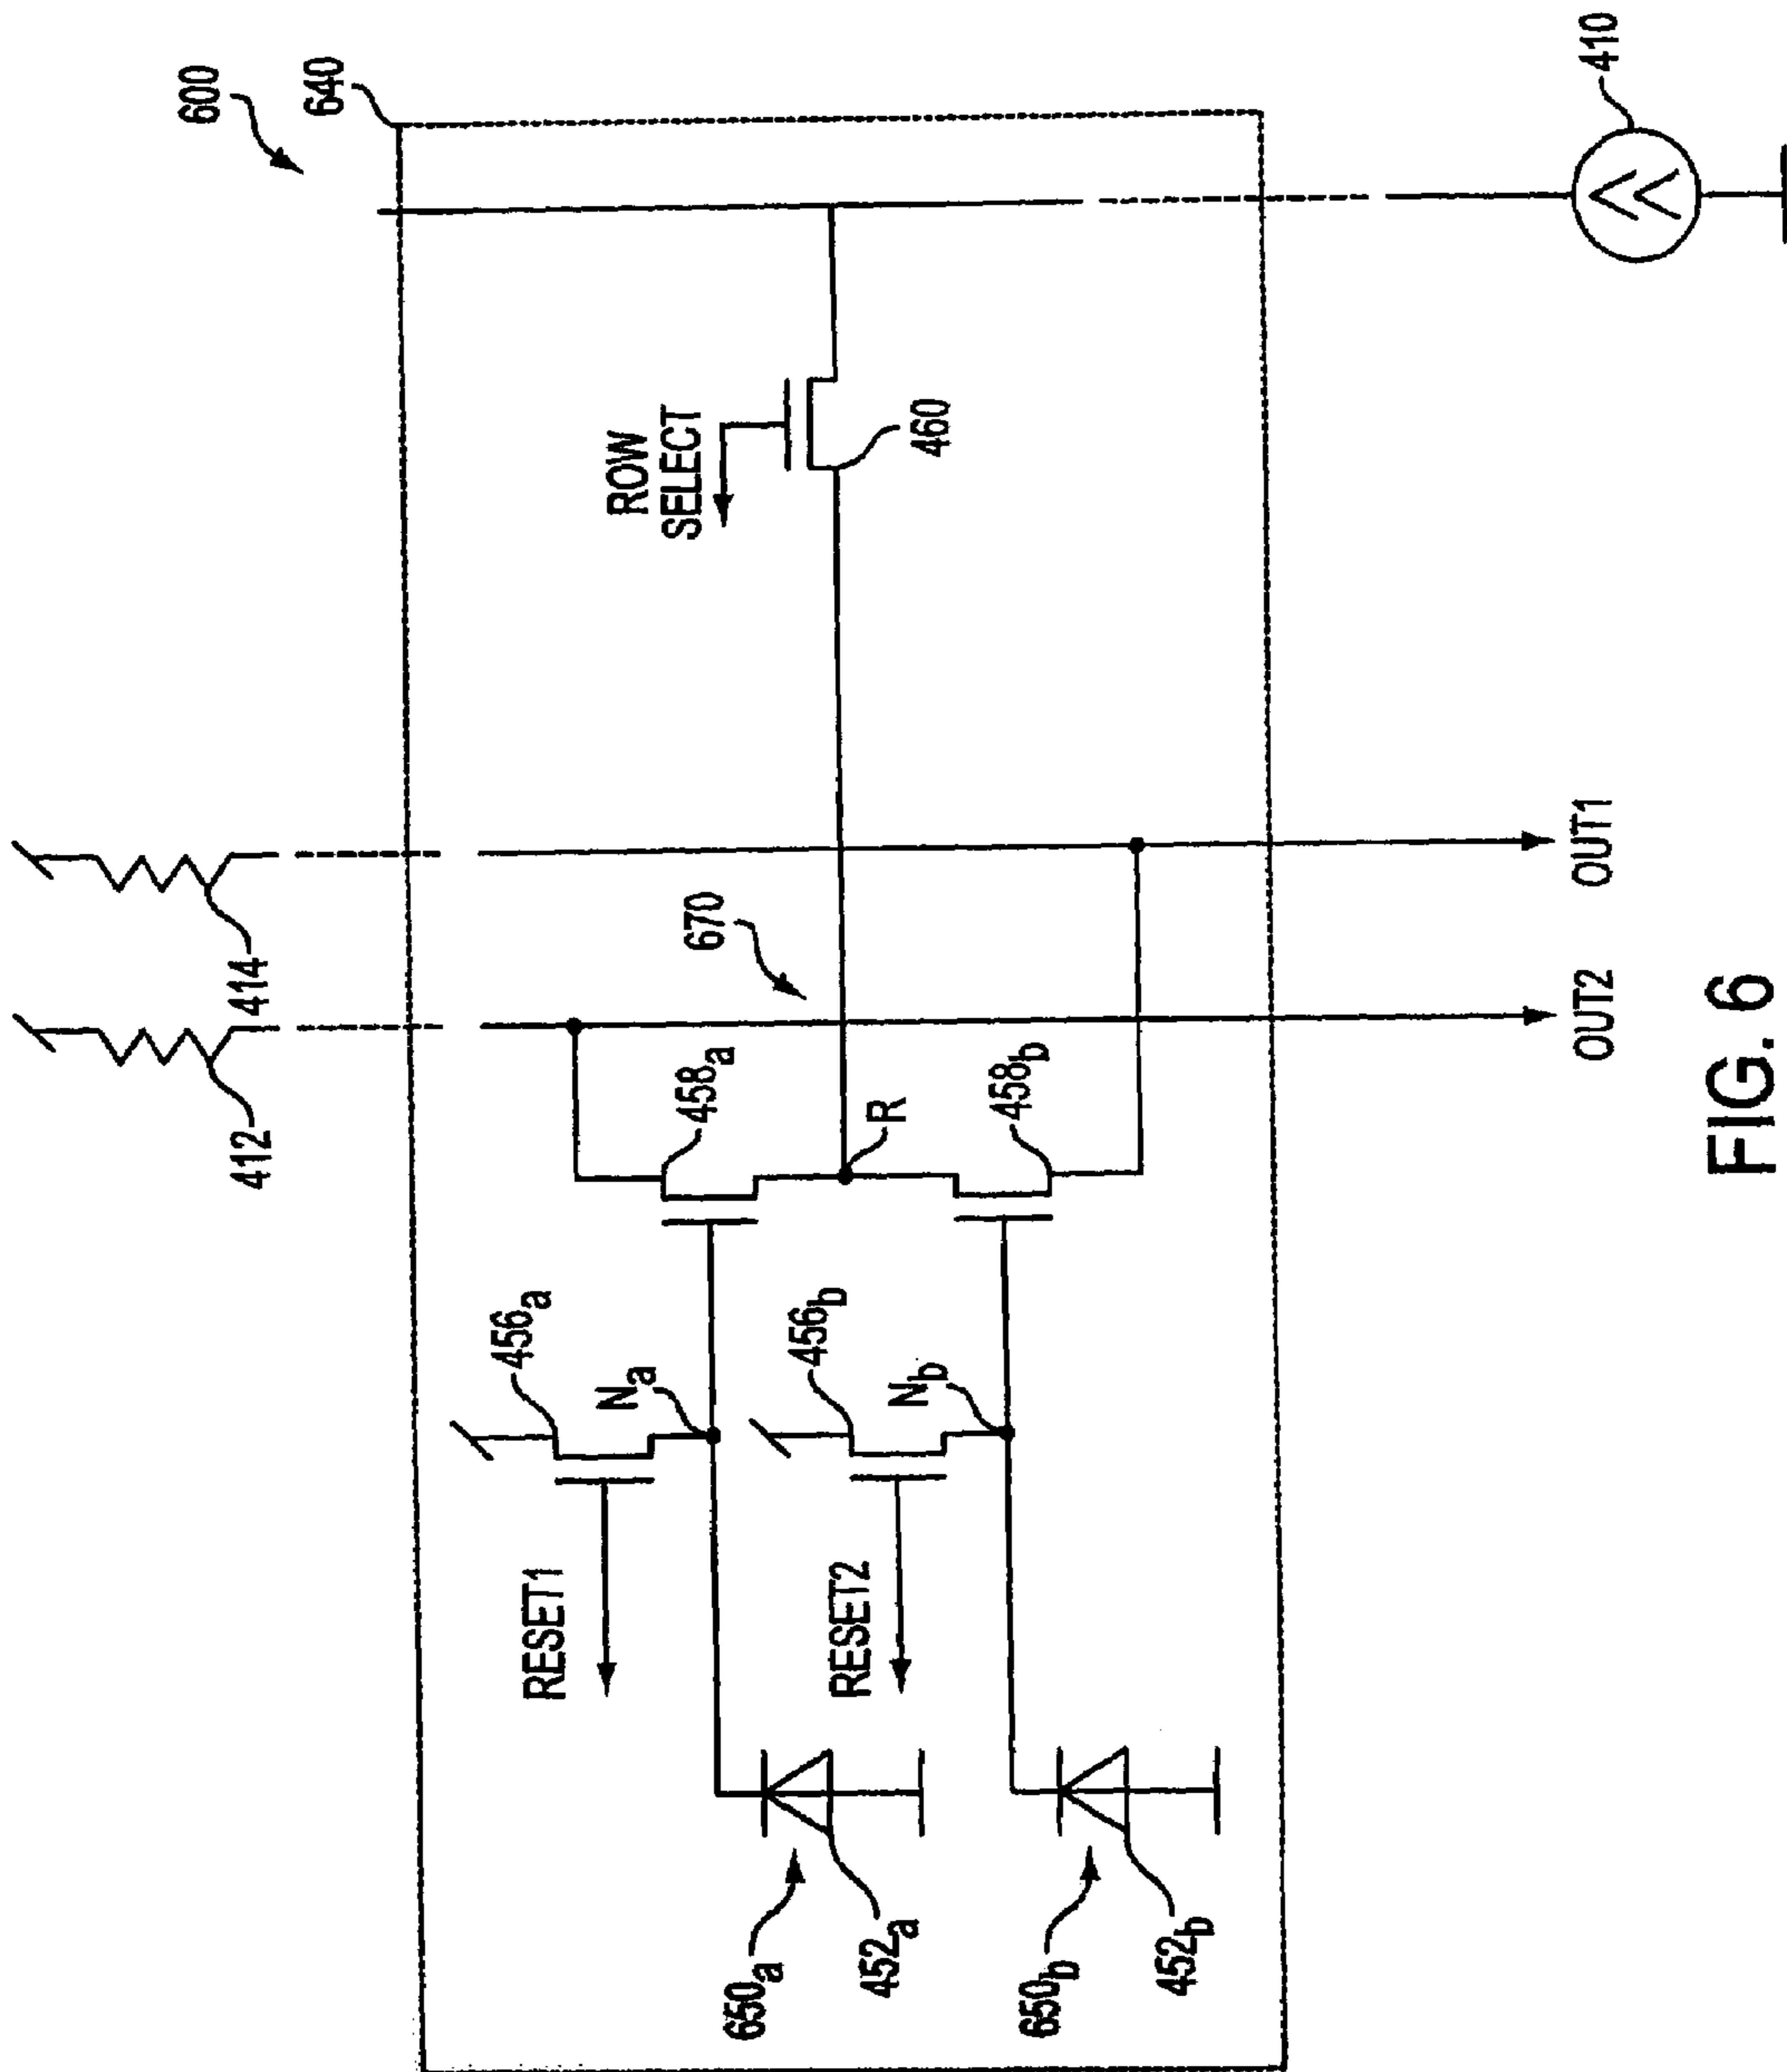 600
640
412
414
670
ROW
SELECT
456a
458a
460
RESET1
Na
456b
R
RESET2
Nb
458b
650a
452a
650b
452b
OUT2
OUT1
410
FIG. 6